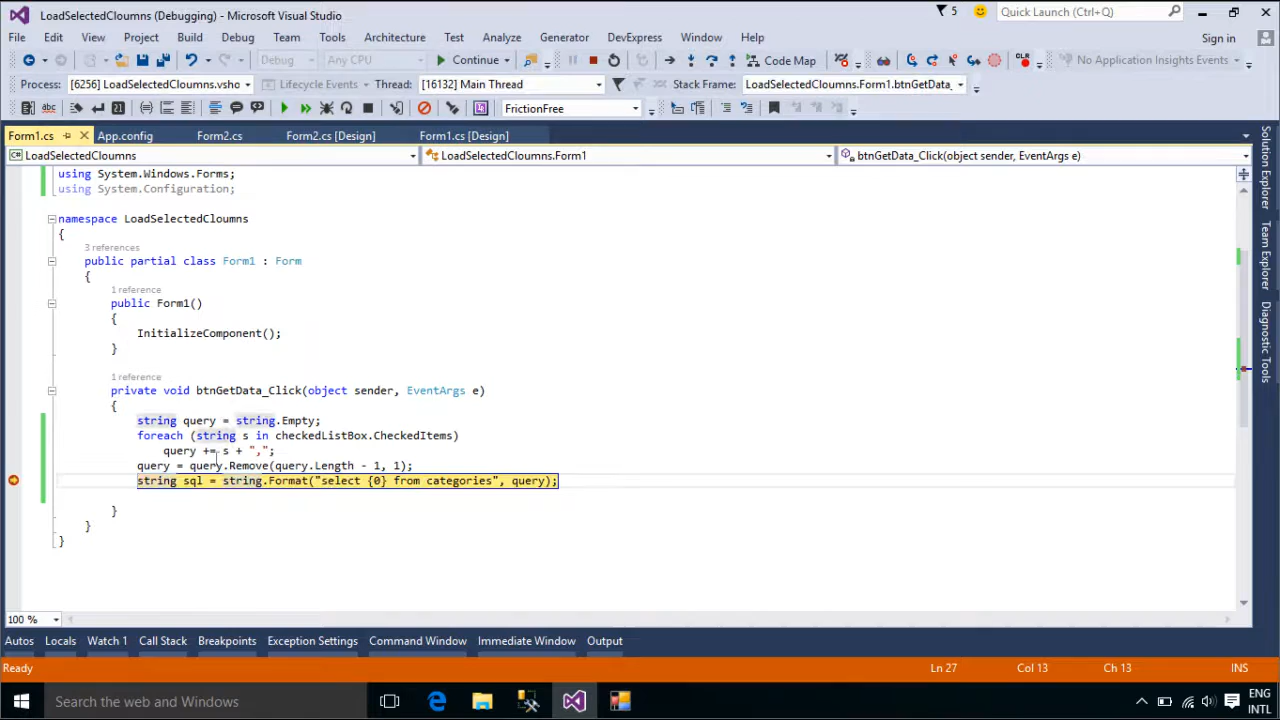 LoadSelectedCloumns (Debugging) - Microsoft Visual Studio
5
Quick Launch (Ctrl+Q)
File Edit View Project Build Debug Team Tools Architecture Test Analyze Generator DevExpress Window Help
Sign in
Debug Any CPU Continue Code Map No Application Insights Events
Process: [6256] LoadSelectedCloumns.vsho Lifecycle Events Thread: [16132] Main Thread Stack Frame: LoadSelectedCloumns.Form1.btnGetData_
FrictionFree
Form1.cs App.config Form2.cs Form2.cs [Design] Form1.cs [Design]
LoadSelectedCloumns LoadSelectedCloumns.Form1 btnGetData_Click(object sender, EventArgs e)
using System.Windows.Forms;
using System.Configuration;
namespace LoadSelectedCloumns
{
3 references
public partial class Form1 : Form
{
1 reference
public Form1()
{
InitializeComponent();
}
1 reference
private void btnGetData_Click(object sender, EventArgs e)
{
string query = string.Empty;
foreach (string s in checkedListBox.CheckedItems)
query += s + ",";
query = query.Remove(query.Length - 1, 1);
string sql = string.Format("select {0} from categories", query);
}
}
}
Solution Explorer
Team Explorer
Diagnostic Tools
100 %
Autos Locals Watch 1 Call Stack Breakpoints Exception Settings Command Window Immediate Window Output
Ready Ln 27 Col 13 Ch 13 INS
Search the web and Windows
ENG
INTL